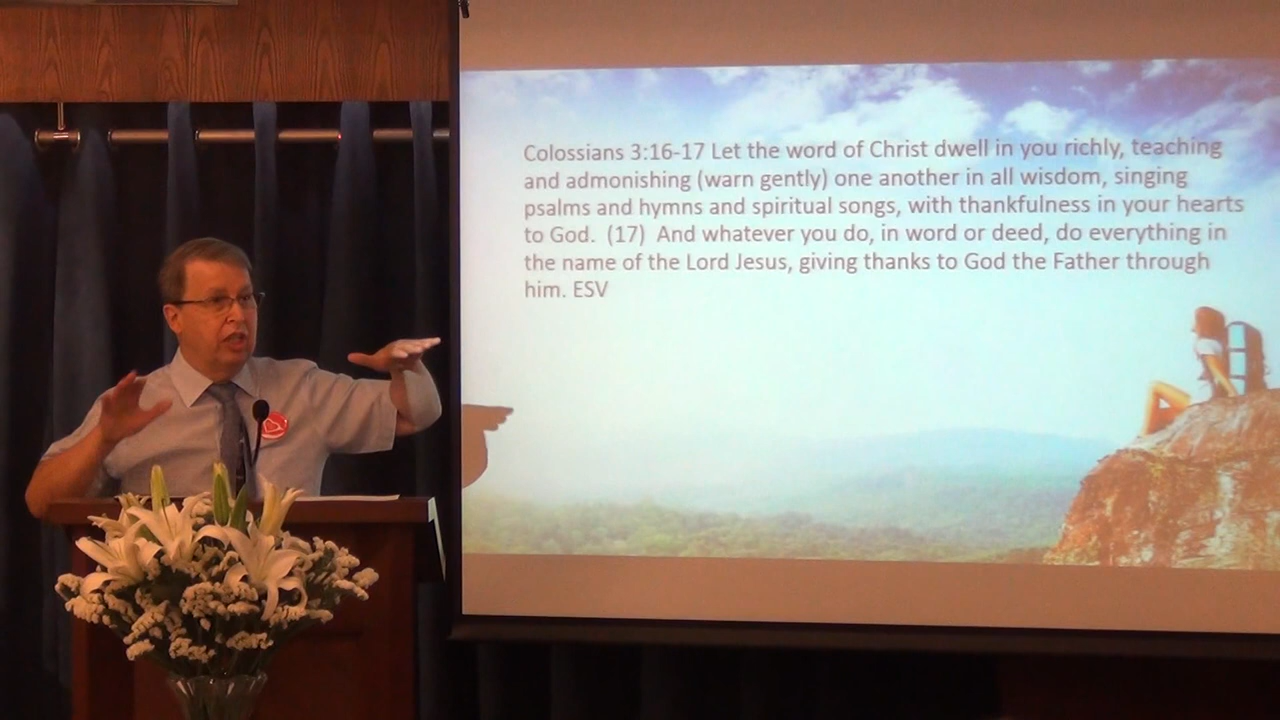 Colossians 3:16-17 Let the word of Christ dwell in you richly, teaching
and admonishing (warn gently) one another in all wisdom, singing
psalms and hymns and spiritual songs, with thankfulness in your hearts
to God. (17) And whatever you do, in word or deed, do everything in
the name of the Lord Jesus, giving thanks to God the Father through
him. ESV